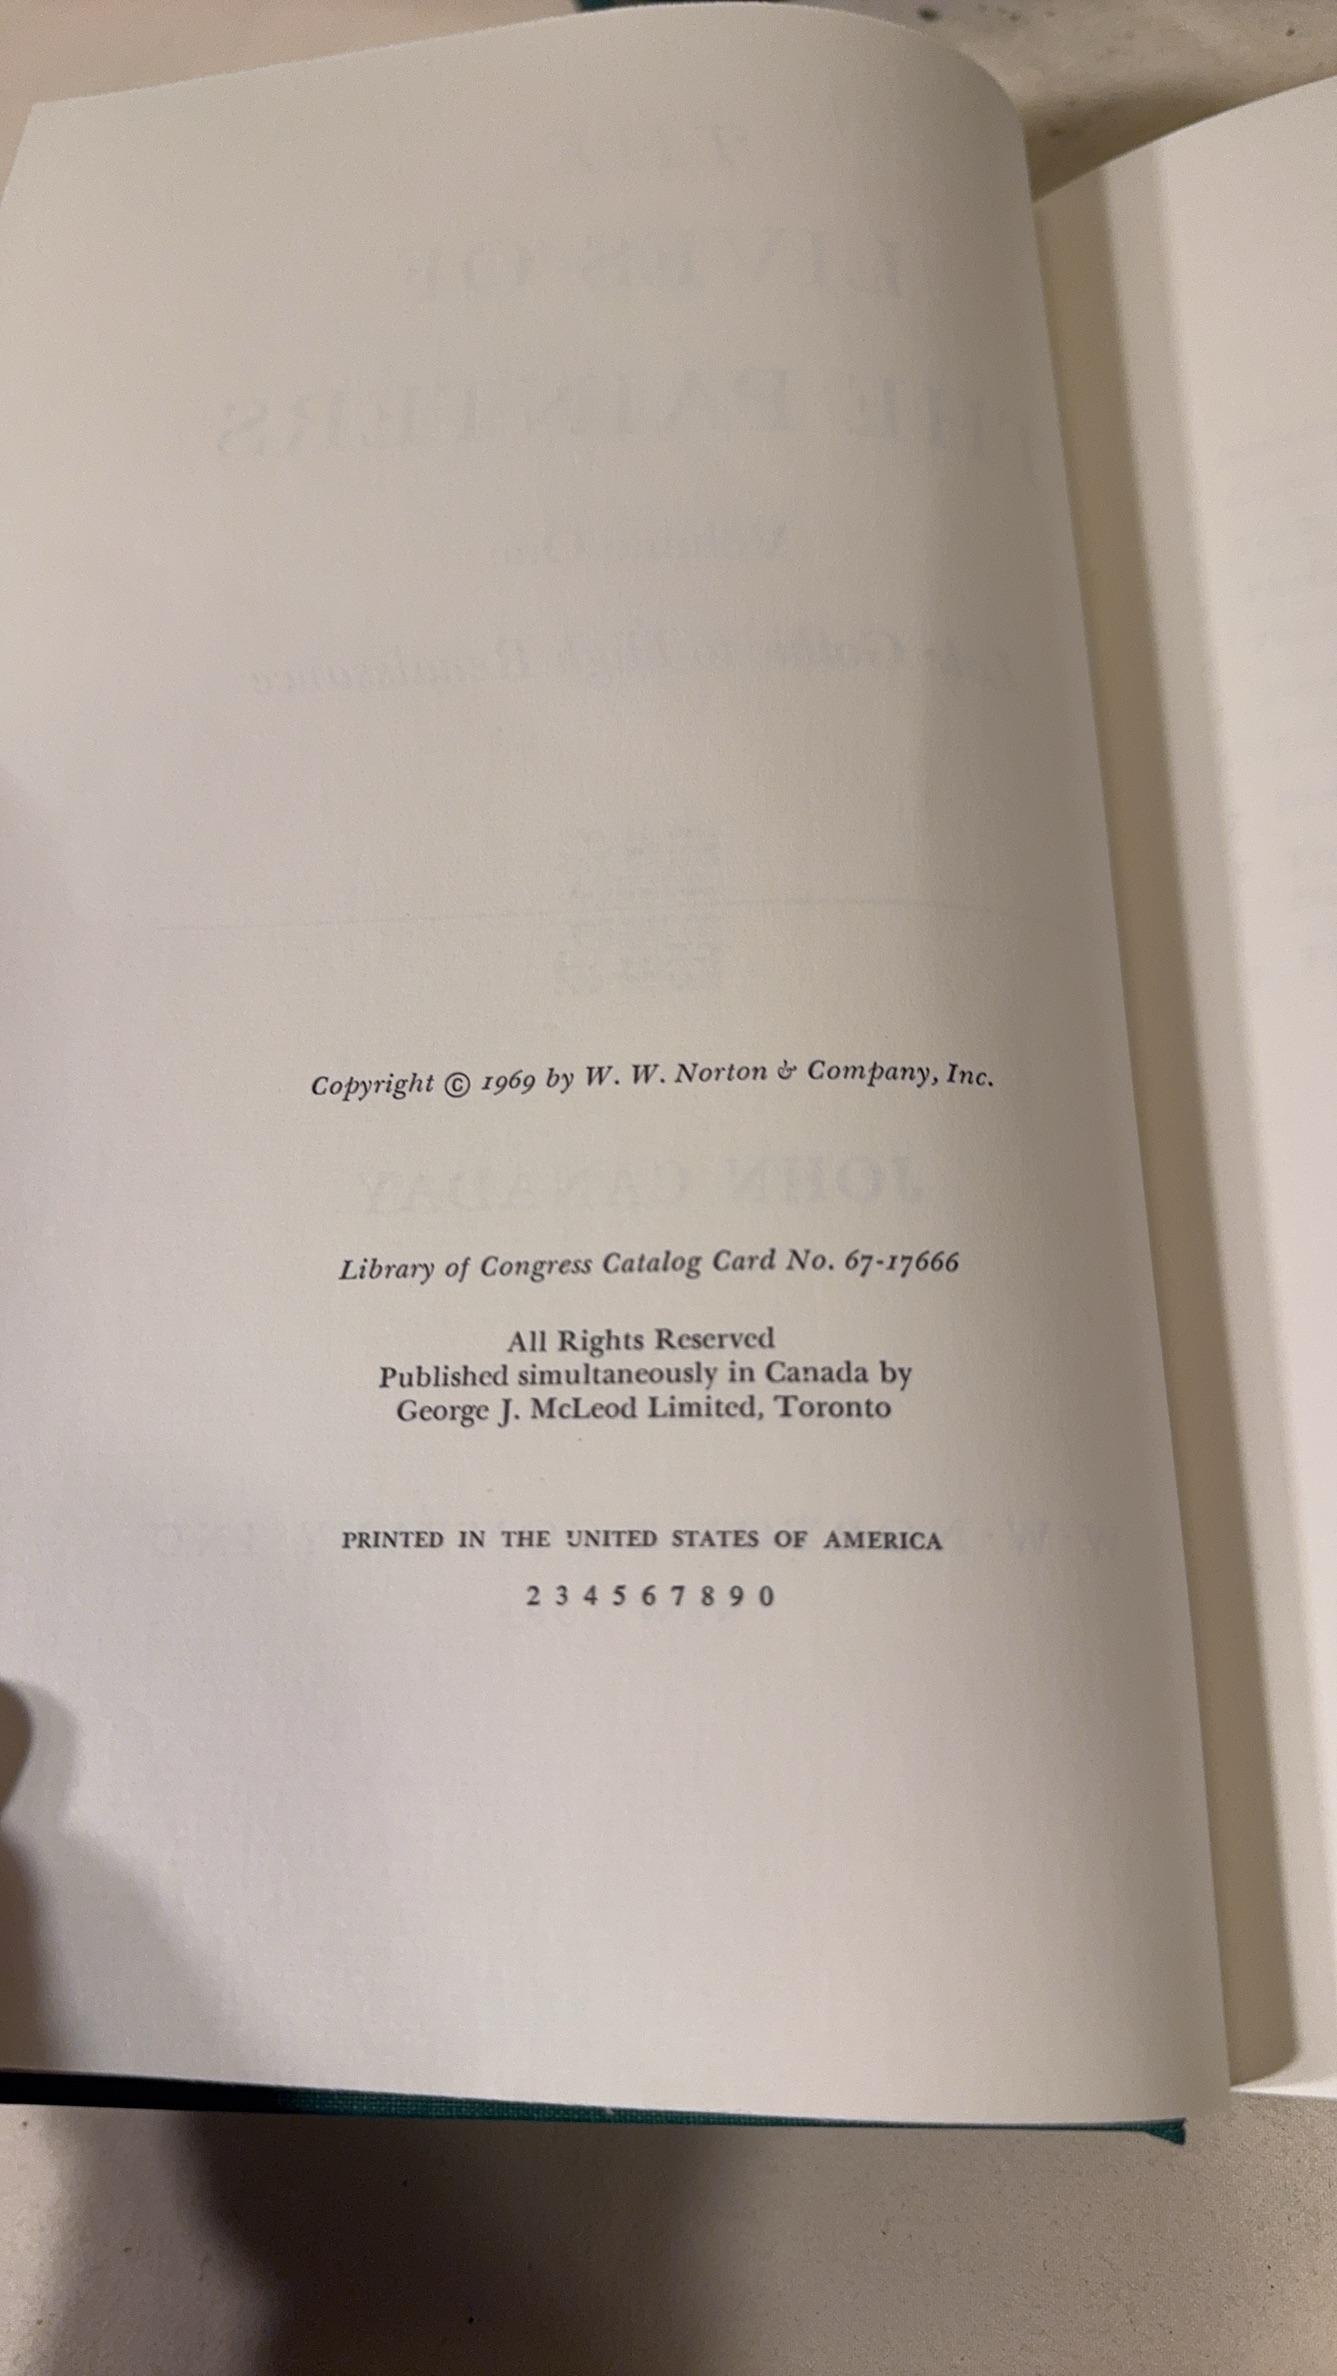 Copyright © 1969 by W. W. Norton & Company, Inc.
Library of Congress Catalog Card No. 67-17666
All Rights Reserved
Published simultaneously in Canada by
George J. McLeod Limited, Toronto
PRINTED IN THE UNITED STATES OF AMERICA
2 3 4 5 6 7 8 9 0